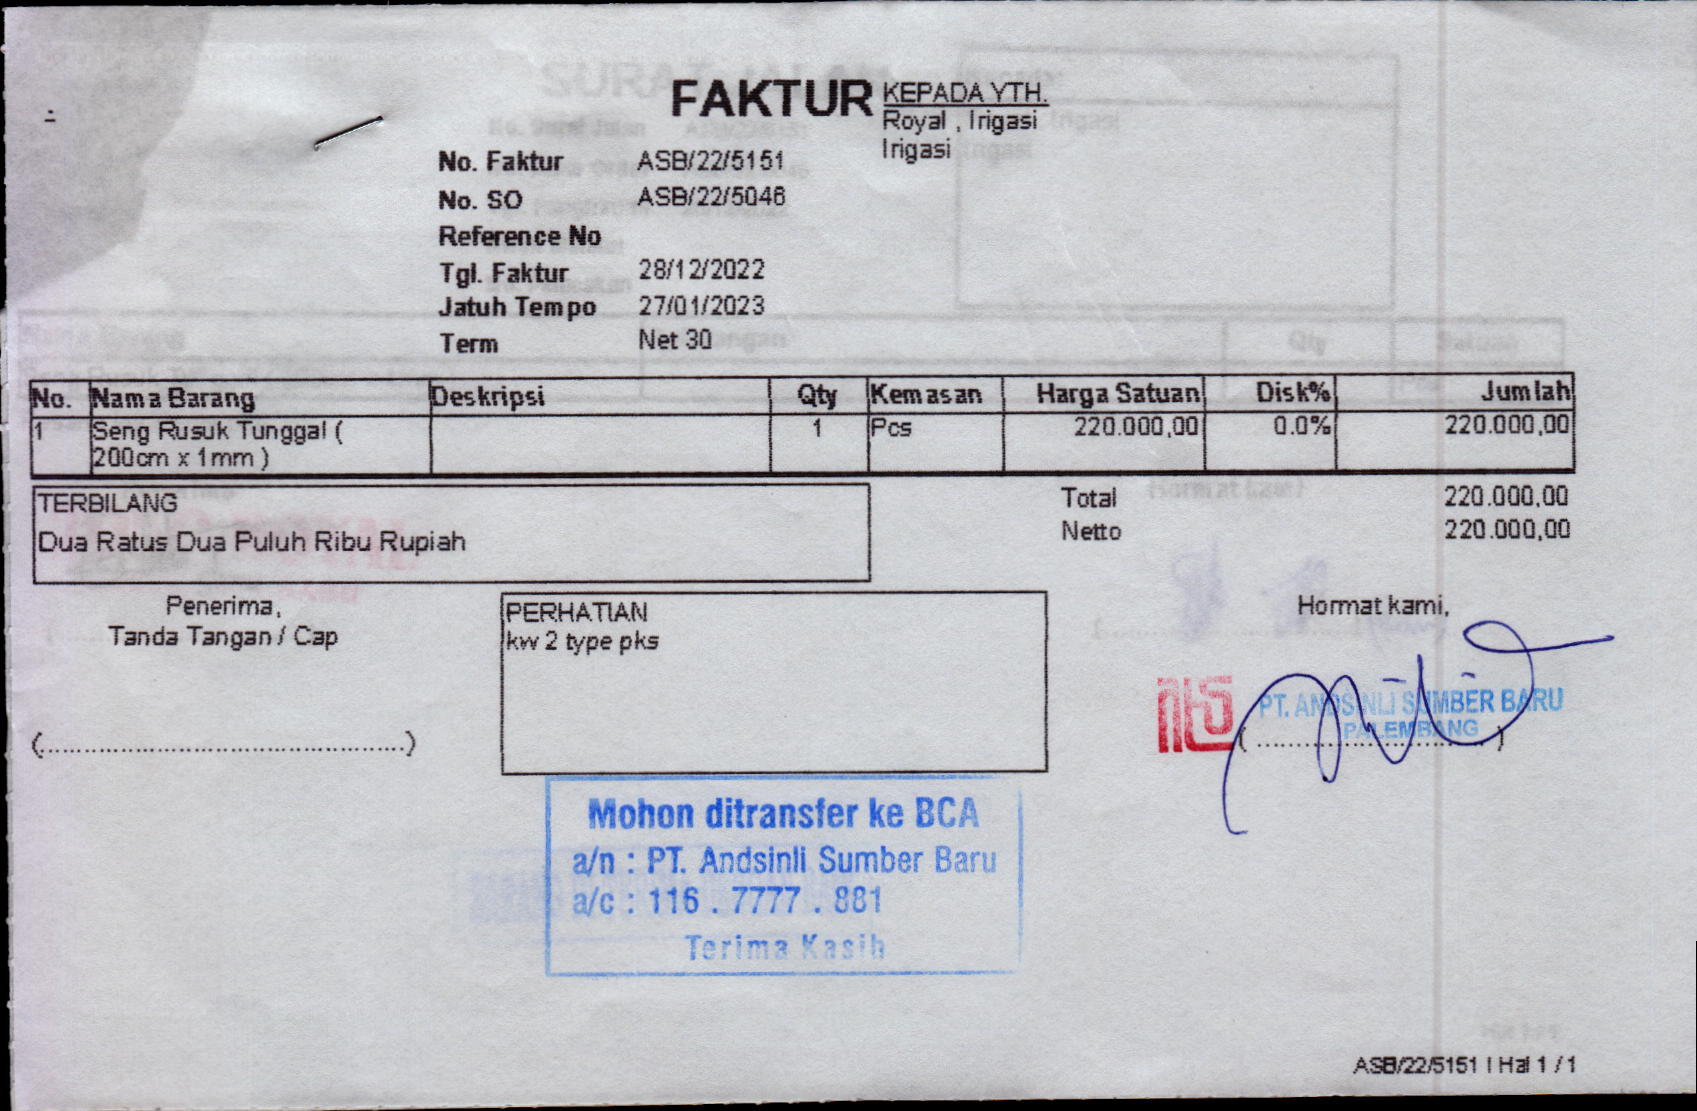 FAKTUR
KEPADA YTH.
Royal , Irigasi
Irigasi
No. Faktur ASB/22/5151
No. SO ASB/22/5046
Reference No
Tgl. Faktur 28/12/2022
Jatuh Tempo 27/01/2023
Term Net 30
No. Nama Barang Deskripsi Qty Kemasan Harga Satuan Disk% Jumlah
1 Seng Rusuk Tunggal ( 1 Pcs 220.000,00 0.0% 220.000,00
200cm x 1mm )
TERBILANG
Dua Ratus Dua Puluh Ribu Rupiah
Total 220.000,00
Netto 220.000,00
Penerima,
Tanda Tangan / Cap
PERHATIAN
kw 2 type pks
Hormat kami,
PT. ANDSINLI SUMBER BARU
PALEMBANG
Mohon ditransfer ke BCA
a/n : PT. Andsinli Sumber Baru
a/c : 116 . 7777 . 881
Terima Kasih
ASB/22/5151 | Hal 1 / 1